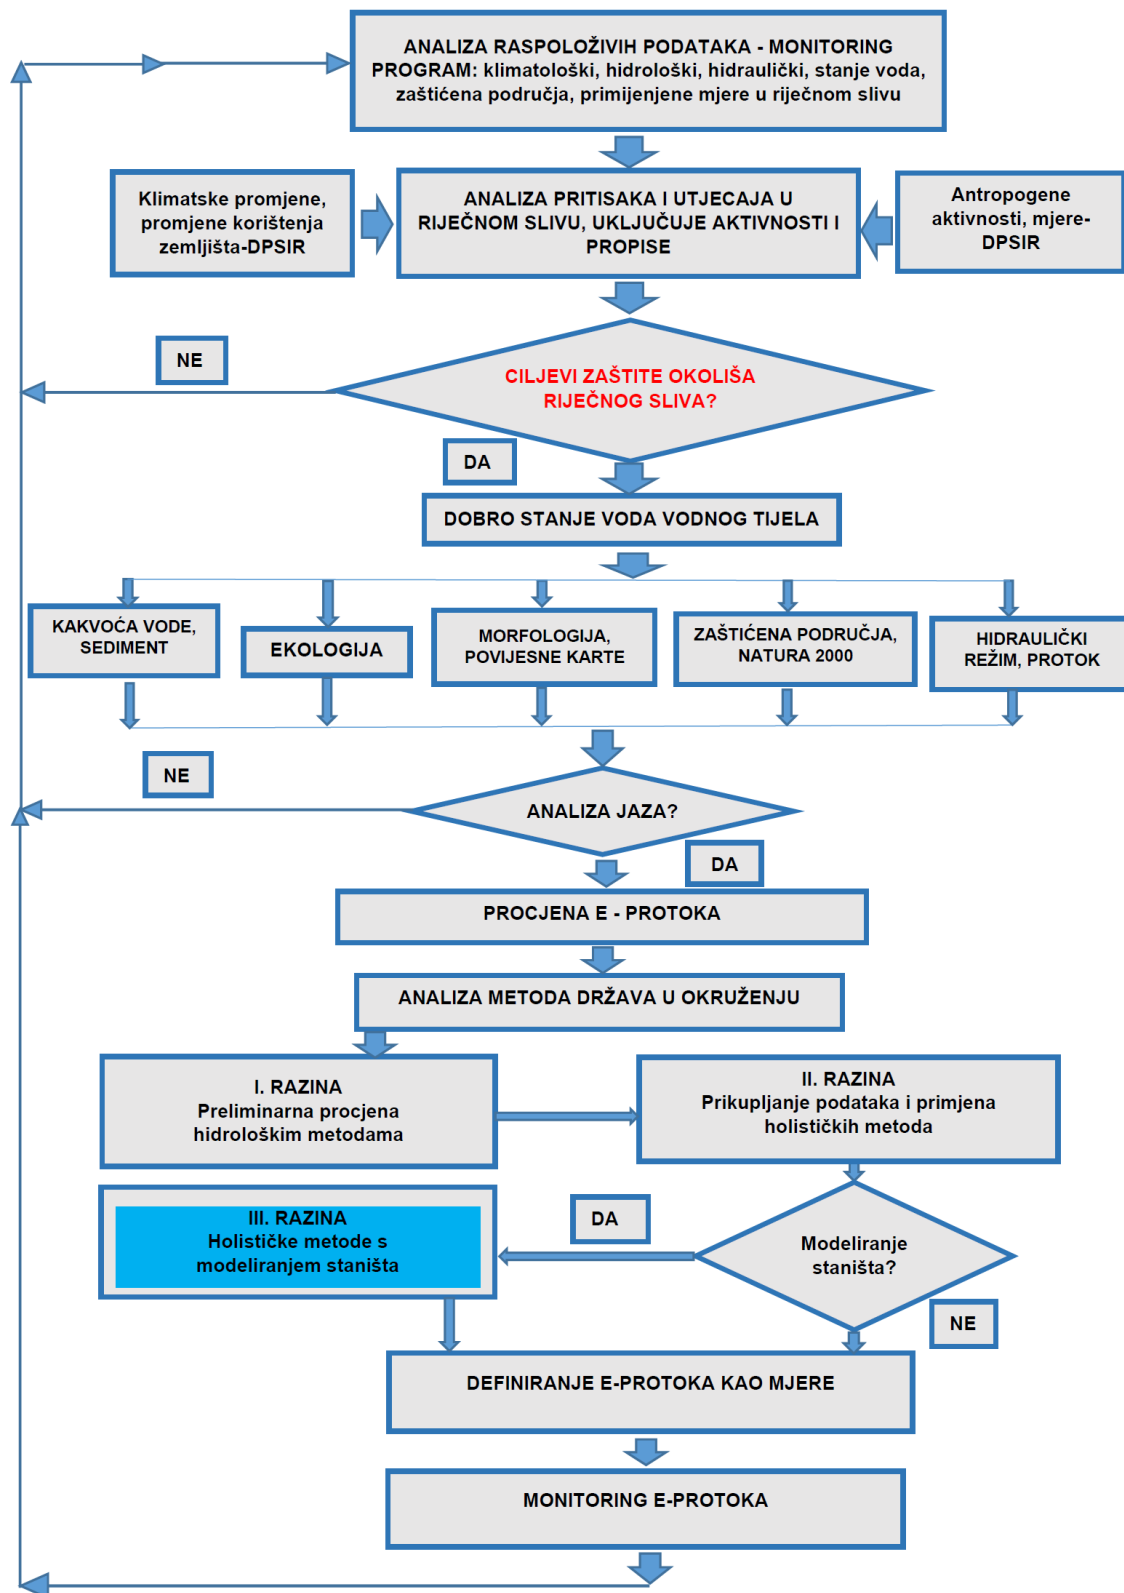 ANALIZA RASPOLOŽIVIH PODATAKA - MONITORING
PROGRAM: klimatološki, hidrološki, hidraulički, stanje voda,
zaštićena područja, primijenjene mjere u riječnom slivu
Klimatske promjene,
promjene korištenja
zemljišta-DPSIR
ANALIZA PRITISAKA I UTJECAJA U
RIJEČNOM SLIVU, UKLJUČUJE AKTIVNOSTI I
PROPISE
Antropogene
aktivnosti, mjere-
DPSIR
NE
CILJEVI ZAŠTITE OKOLIŠA
RIJEČNOG SLIVA?
DA
DOBRO STANJE VODA VODNOG TIJELA
KAKVOĆA VODE,
SEDIMENT
EKOLOGIJA
MORFOLOGIJA,
POVIJESNE KARTE
ZAŠTIĆENA PODRUČJA,
NATURA 2000
HIDRAULIČKI
REŽIM, PROTOK
NE
ANALIZA JAZA?
DA
PROCJENA E - PROTOKA
ANALIZA METODA DRŽAVA U OKRUŽENJU
I. RAZINA
Preliminarna procjena
hidrološkim metodama
II. RAZINA
Prikupljanje podataka i primjena
holističkih metoda
III. RAZINA
Holističke metode s
modeliranjem staništa
DA
Modeliranje
staništa?
NE
DEFINIRANJE E-PROTOKA KAO MJERE
MONITORING E-PROTOKA